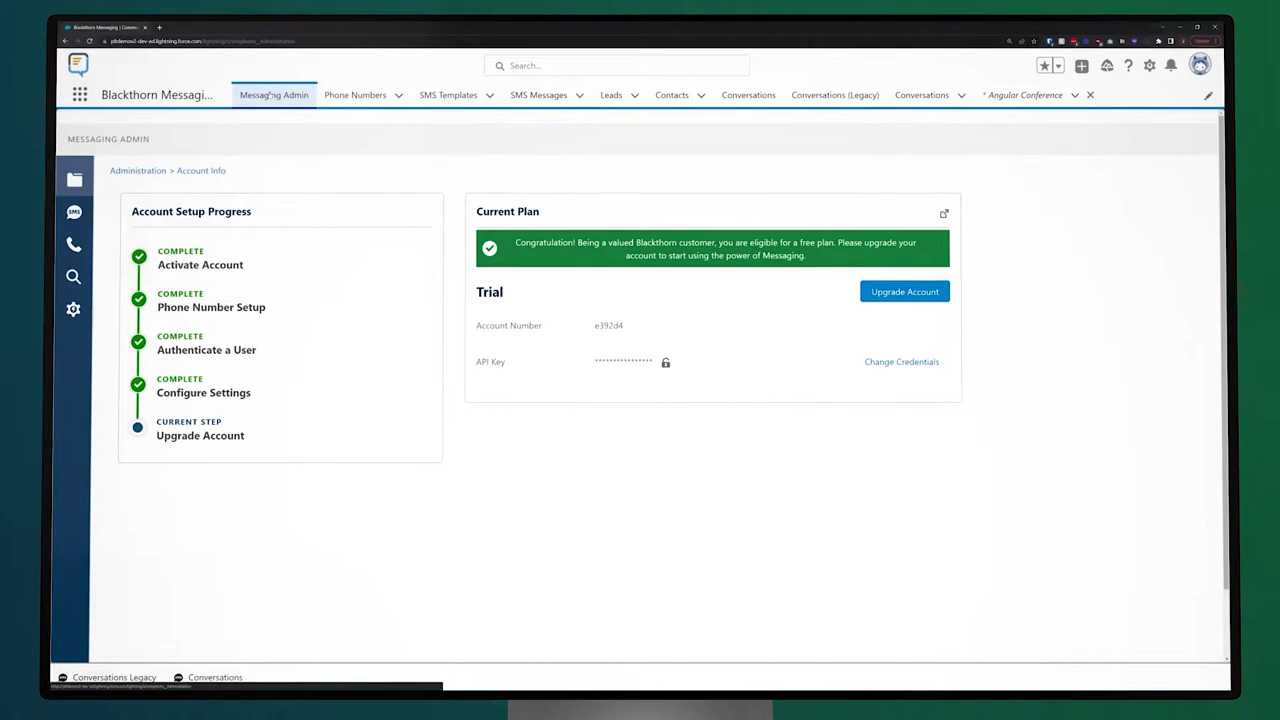 Blackthorn Messaging | Comm
pltdemov2-dev-ed.lightning.force.com
Update
Search...
Blackthorn Messagi...
Messaging Admin
Phone Numbers
SMS Templates
SMS Messages
Leads
Contacts
Conversations
Conversations (Legacy)
Conversations
* Angular Conference
MESSAGING ADMIN
Administration > Account Info
SMS
Account Setup Progress
COMPLETE
Activate Account
COMPLETE
Phone Number Setup
COMPLETE
Authenticate a User
COMPLETE
Configure Settings
CURRENT STEP
Upgrade Account
Current Plan
Congratulation! Being a valued Blackthorn customer, you are eligible for a free plan. Please upgrade your
account to start using the power of Messaging.
Trial
Upgrade Account
Account Number e392d4
API Key ***************
Change Credentials
Conversations Legacy
Conversations